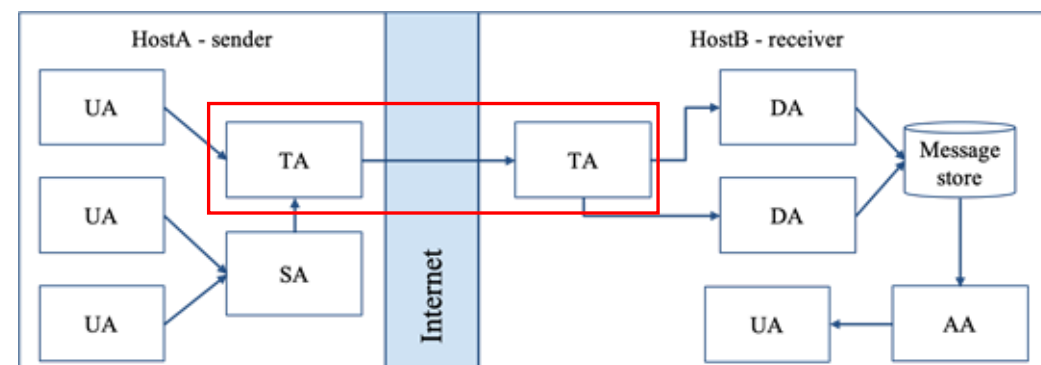 HostA - sender
HostB - receiver
UA
TA
TA
DA
Message
store
UA
SA
DA
UA
Internet
UA
AA